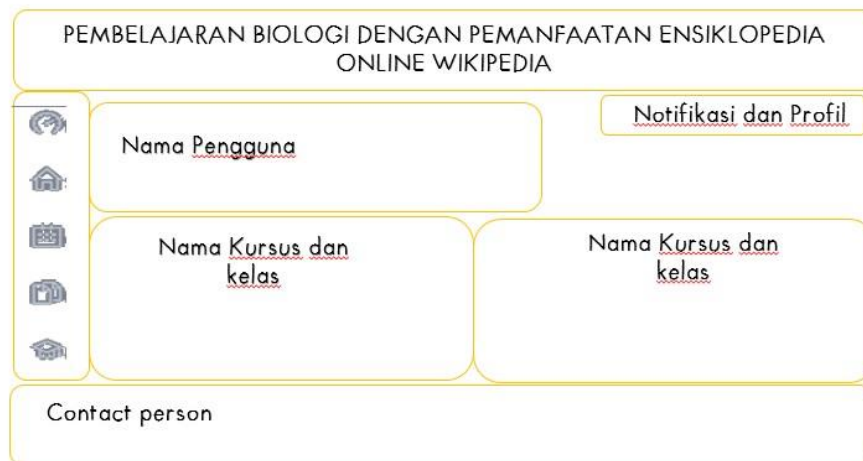 PEMBELAJARAN BIOLOGI DENGAN PEMANFAATAN ENSIKLOPEDIA
ONLINE WIKIPEDIA
Notifikasi dan Profil
Nama Pengguna
Nama Kursus dan
kelas
Nama Kursus dan
kelas
Contact person